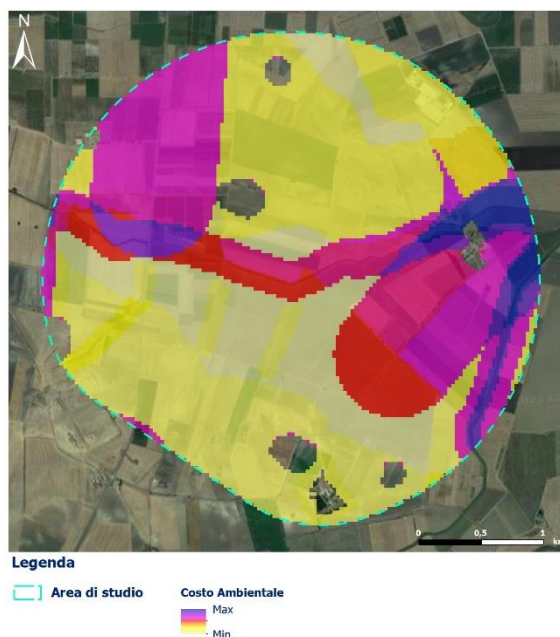 N
0 0,5 1
k
Legenda
Area di studio
Costo Ambientale
Max
Min